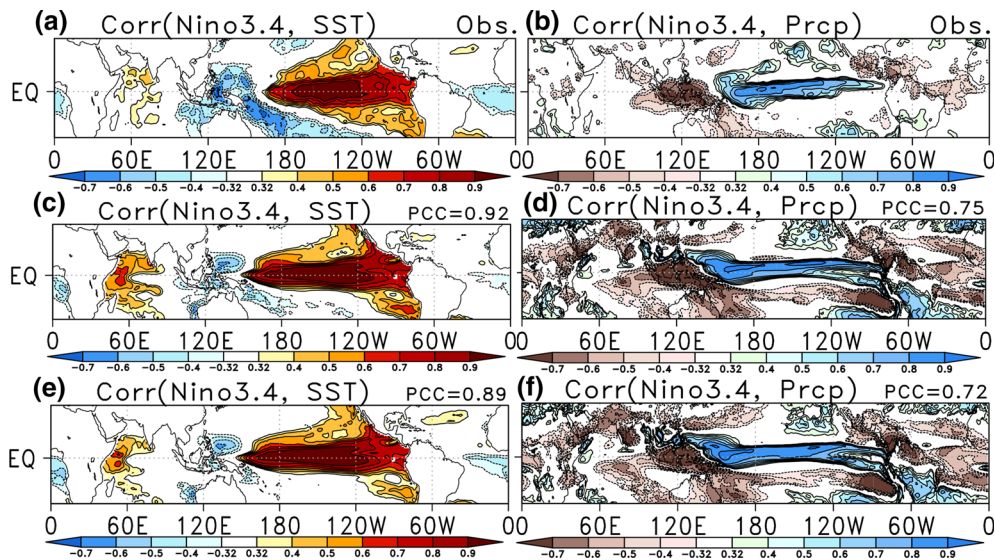 (a) Corr(Nino3.4, SST) Obs.
(b) Corr(Nino3.4, Prcp) Obs.
EQ
0 60E 120E 180 120W 60W 00 60E 120E 180 120W 60W 0
-0.7 -0.6 -0.5 -0.4 -0.32 0.32 0.4 0.5 0.6 0.7 0.8 0.9
-0.7 -0.6 -0.5 -0.4 -0.32 0.32 0.4 0.5 0.6 0.7 0.8 0.9
(c) Corr(Nino3.4, SST) PCC=0.92
(d) Corr(Nino3.4, Prcp) PCC=0.75
EQ
0 60E 120E 180 120W 60W 00 60E 120E 180 120W 60W 0
-0.7 -0.6 -0.5 -0.4 -0.32 0.32 0.4 0.5 0.6 0.7 0.8 0.9
-0.7 -0.6 -0.5 -0.4 -0.32 0.32 0.4 0.5 0.6 0.7 0.8 0.9
(e) Corr(Nino3.4, SST) PCC=0.89
(f) Corr(Nino3.4, Prcp) PCC=0.72
EQ
0 60E 120E 180 120W 60W 00 60E 120E 180 120W 60W 0
-0.7 -0.6 -0.5 -0.4 -0.32 0.32 0.4 0.5 0.6 0.7 0.8 0.9
-0.7 -0.6 -0.5 -0.4 -0.32 0.32 0.4 0.5 0.6 0.7 0.8 0.9